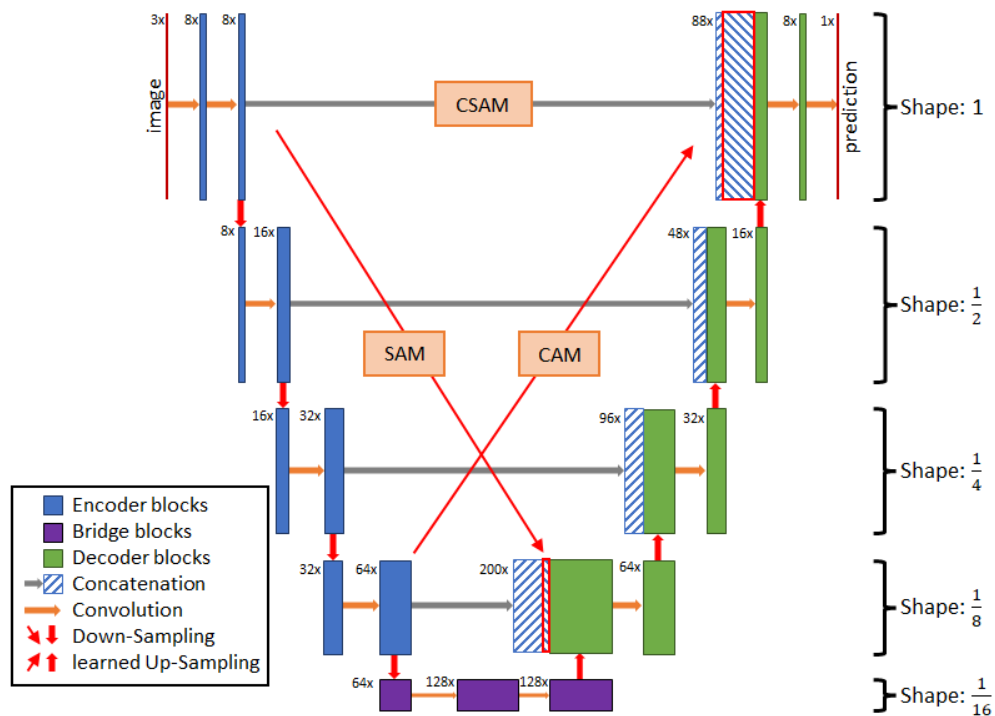 3x 8x 8x 88x 8x 1x
image
CSAM
prediction
Shape: 1
8x 16x 48x 16x
Shape: 1/2
SAM
CAM
16x 32x 96x 32x
Shape: 1/4
Encoder blocks
Bridge blocks
Decoder blocks
Concatenation
Convolution
Down-Sampling
learned Up-Sampling
32x 64x 200x 64x
Shape: 1/8
64x 128x 128x
Shape: 1/16